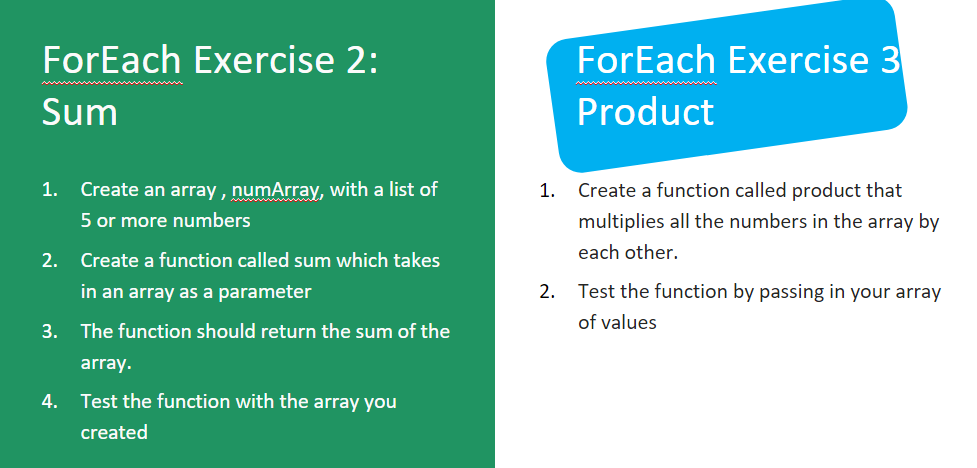 ForEach Exercise 2:
Sum
1. Create an array , numArray, with a list of
5 or more numbers
2. Create a function called sum which takes
in an array as a parameter
3. The function should return the sum of the
array.
4. Test the function with the array you
created
ForEach Exercise 3
Product
1. Create a function called product that
multiplies all the numbers in the array by
each other.
2. Test the function by passing in your array
of values